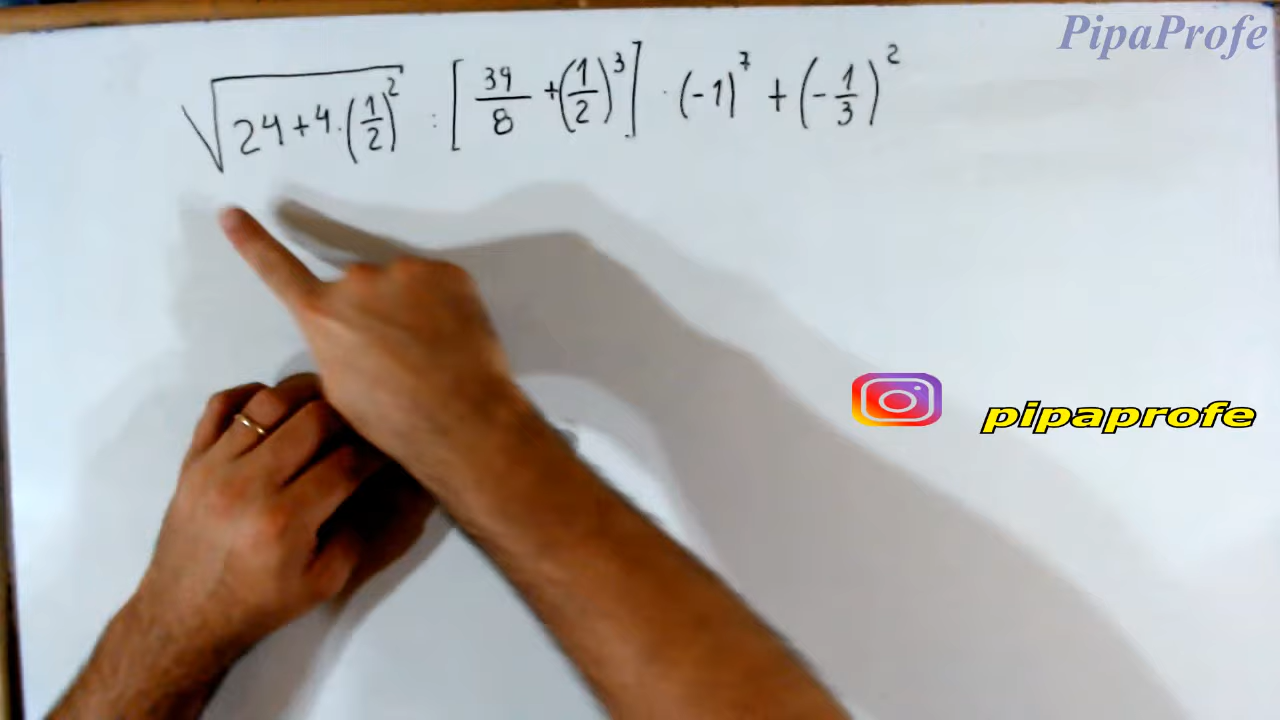 PipaProfe
√(24+4·(1/2)²) : [39/8 + (1/2)³] · (-1)⁷ + (-1/3)²
pipaprofe